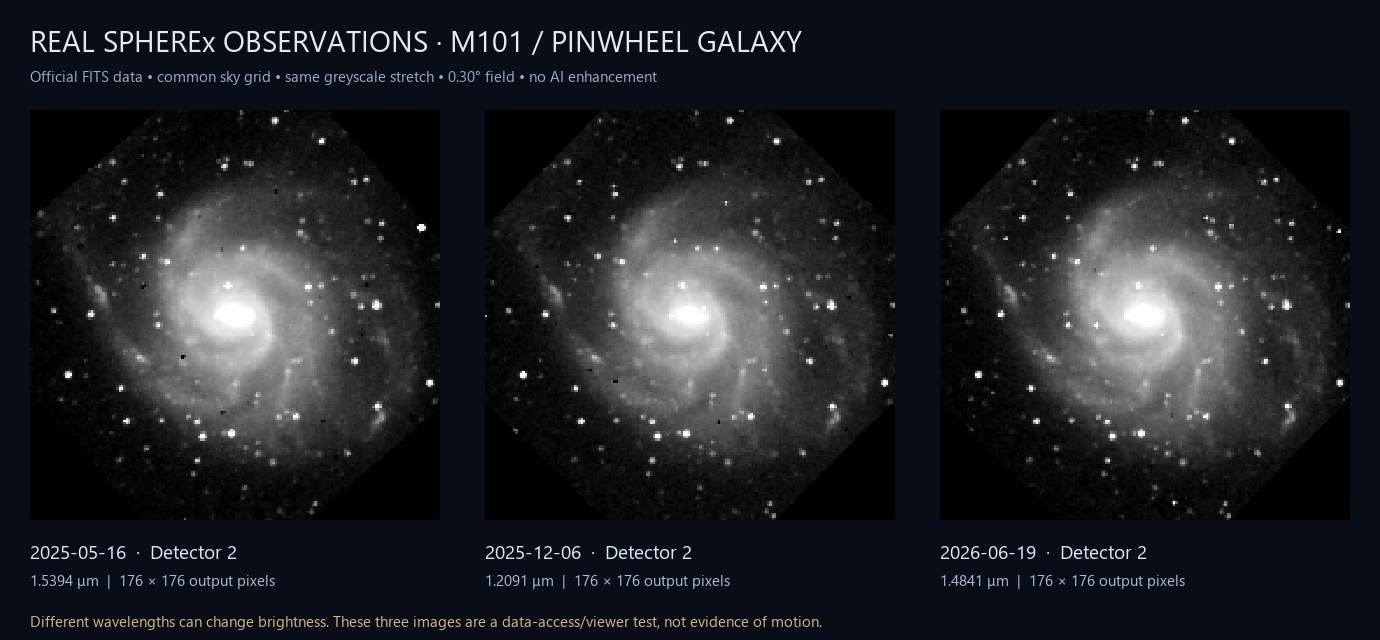 REAL SPHEREx OBSERVATIONS · M101 / PINWHEEL GALAXY
Official FITS data • common sky grid • same greyscale stretch • 0.30° field • no AI enhancement
2025-05-16 · Detector 2
1.5394 µm | 176 × 176 output pixels
2025-12-06 · Detector 2
1.2091 µm | 176 × 176 output pixels
2026-06-19 · Detector 2
1.4841 µm | 176 × 176 output pixels
Different wavelengths can change brightness. These three images are a data-access/viewer test, not evidence of motion.